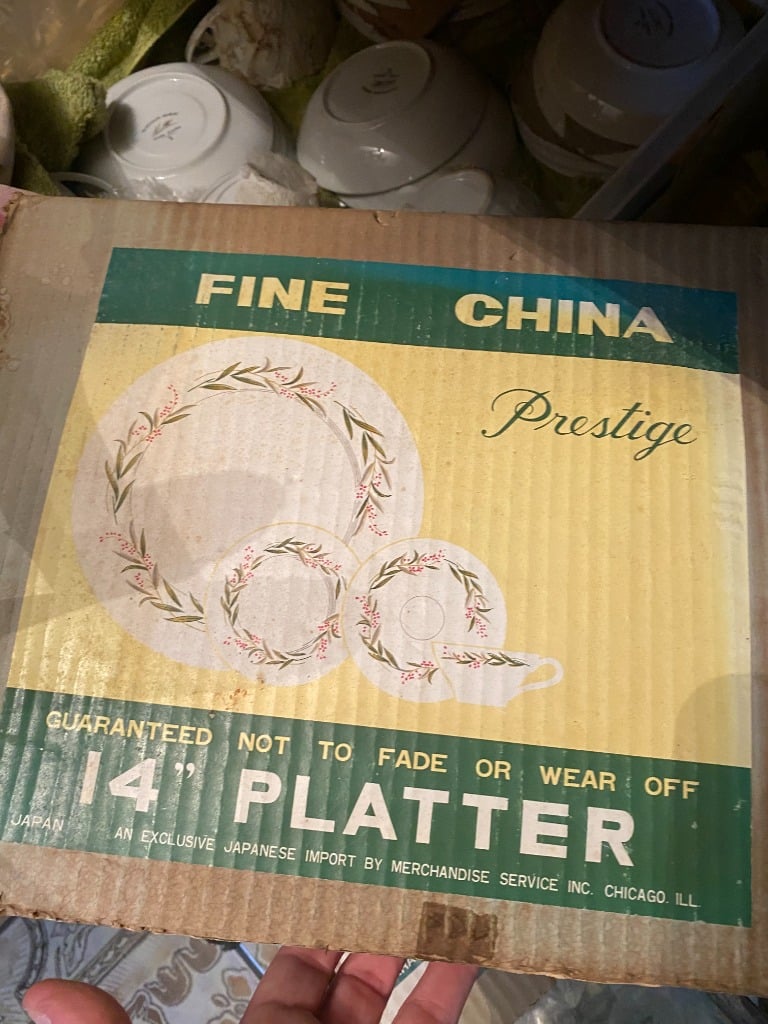 FINE CHINA
Prestige
GUARANTEED NOT TO FADE OR WEAR OFF
14" PLATTER
JAPAN
AN EXCLUSIVE JAPANESE IMPORT BY MERCHANDISE SERVICE INC. CHICAGO. ILL.